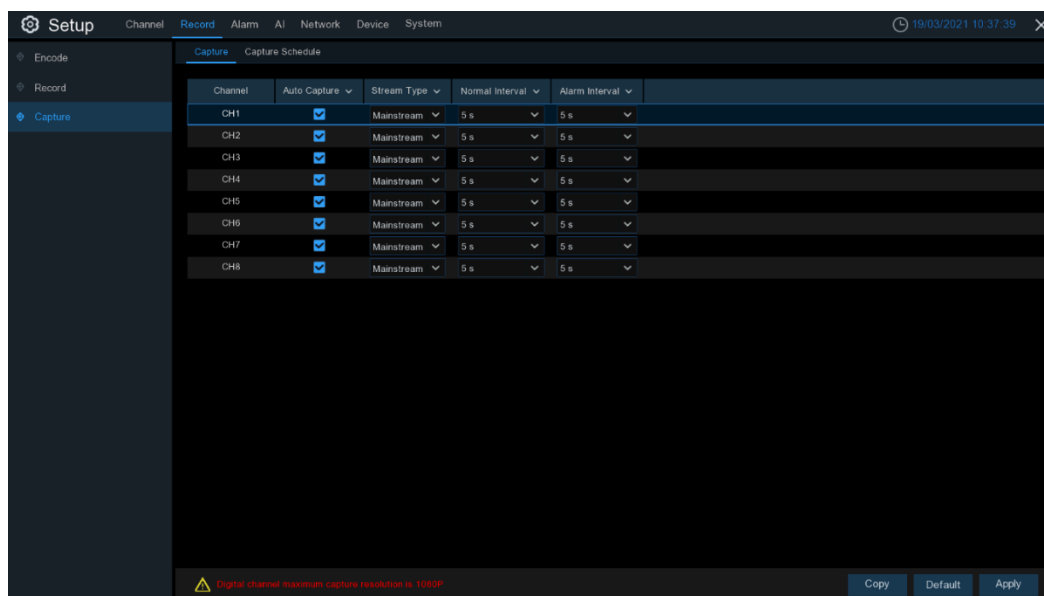 Setup Channel Record Alarm AI Network Device System 19/03/2021 10:37:39
Encode
Record
Capture
Capture Capture Schedule
Channel Auto Capture Stream Type Normal Interval Alarm Interval
CH1 Mainstream 5 s 5 s
CH2 Mainstream 5 s 5 s
CH3 Mainstream 5 s 5 s
CH4 Mainstream 5 s 5 s
CH5 Mainstream 5 s 5 s
CH6 Mainstream 5 s 5 s
CH7 Mainstream 5 s 5 s
CH8 Mainstream 5 s 5 s
Digital channel maximum capture resolution is 1080P
Copy Default Apply